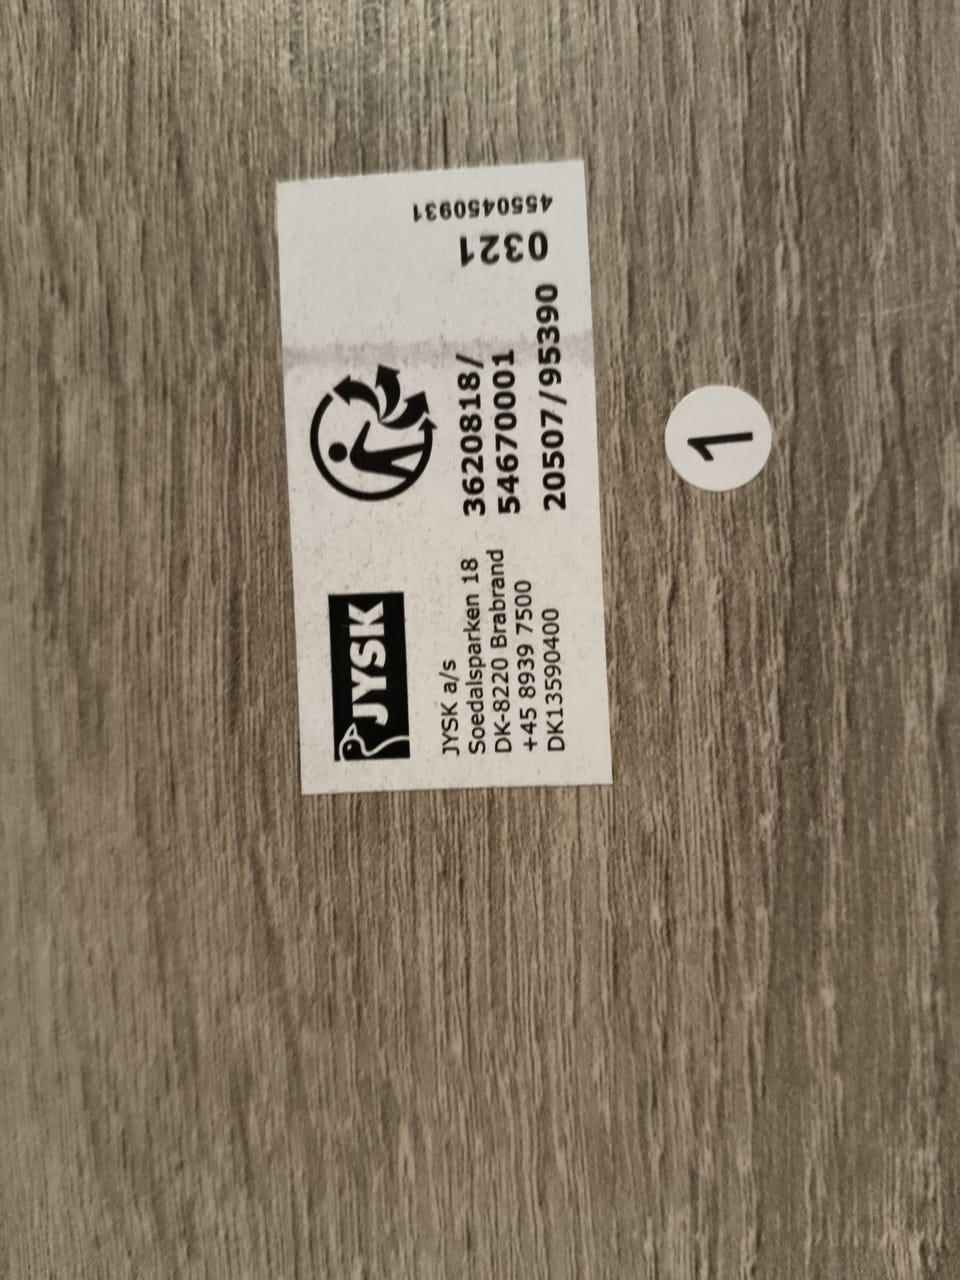 JYSK
JYSK a/s
Soedalsparken 18
DK-8220 Brabrand
+45 8939 7500
DK13590400
3620818/
54670001
20507/95390
0321
4550450931
1